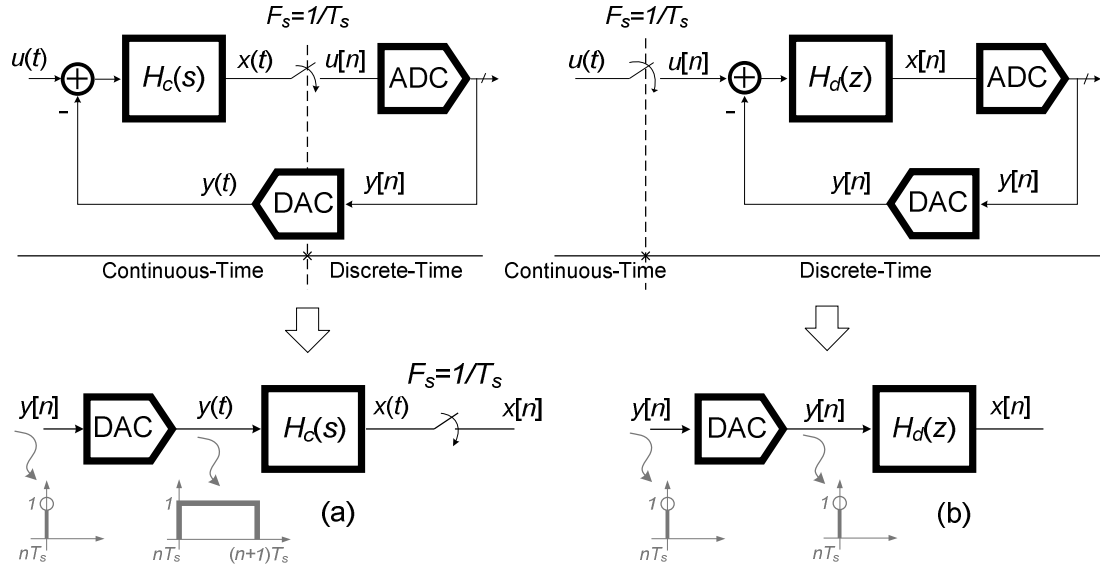 Fs=1/Ts
u(t)
Hc(s)
x(t)
u[n]
ADC
-
y(t)
DAC
y[n]
Continuous-Time
Discrete-Time
Fs=1/Ts
u(t)
u[n]
Hd(z)
x[n]
ADC
-
y[n]
DAC
y[n]
Continuous-Time
Discrete-Time
y[n]
DAC
y(t)
Hc(s)
x(t)
Fs=1/Ts
x[n]
1
nTs
1
nTs
(n+1)Ts
(a)
y[n]
DAC
y[n]
Hd(z)
x[n]
1
nTs
1
nTs
(b)